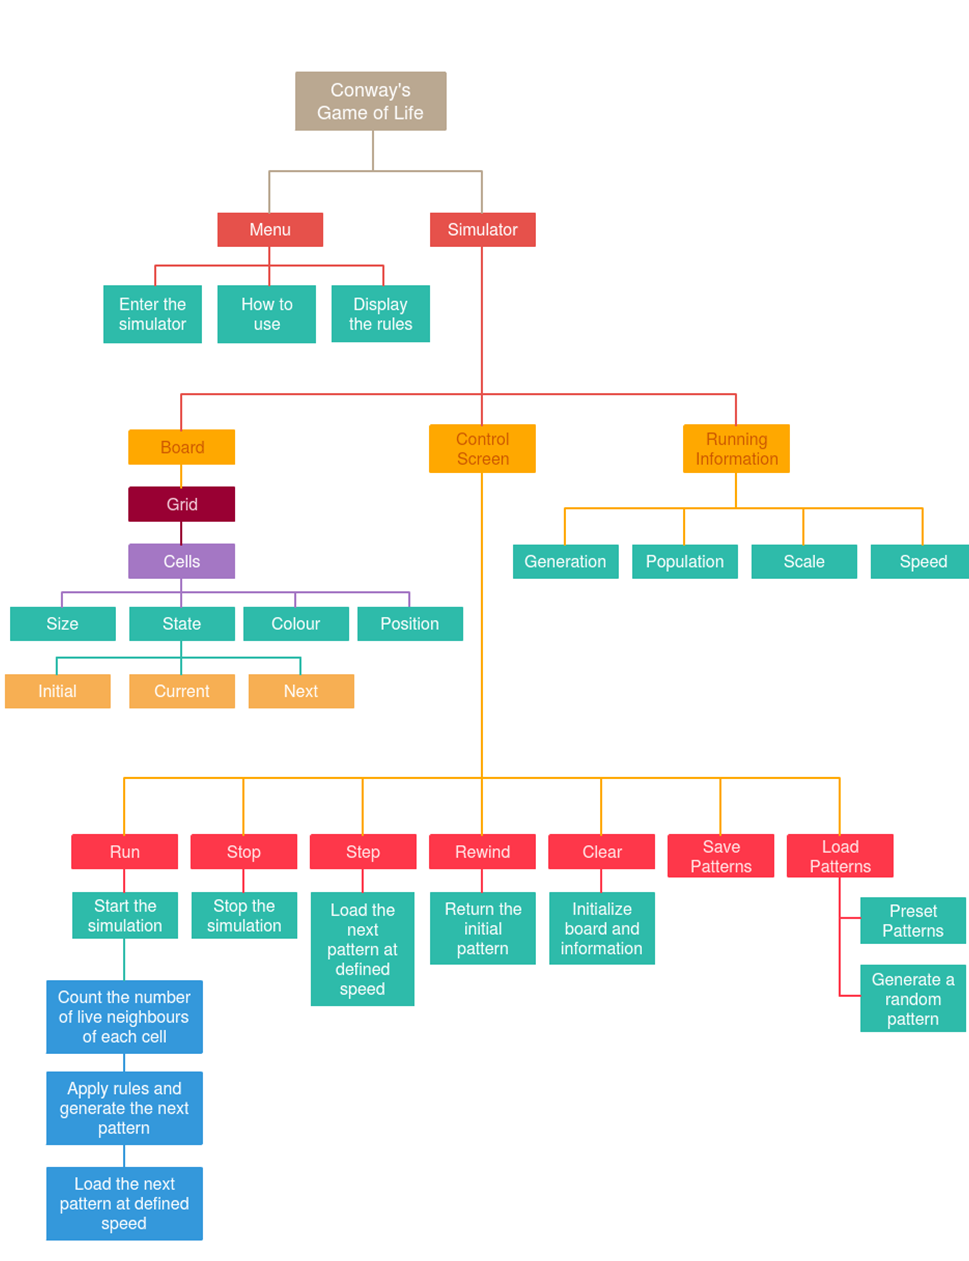 Conway's
Game of Life
Menu
Simulator
Enter the
simulator
How to
use
Display
the rules
Board
Control
Screen
Running
Information
Grid
Cells
Generation
Population
Scale
Speed
Size
State
Colour
Position
Initial
Current
Next
Run
Stop
Step
Rewind
Clear
Save
Patterns
Load
Patterns
Start the
simulation
Stop the
simulation
Load the
next
pattern at
defined
speed
Return the
initial
pattern
Initialize
board and
information
Preset
Patterns
Generate a
random
pattern
Count the number
of live neighbours
of each cell
Apply rules and
generate the next
pattern
Load the next
pattern at defined
speed